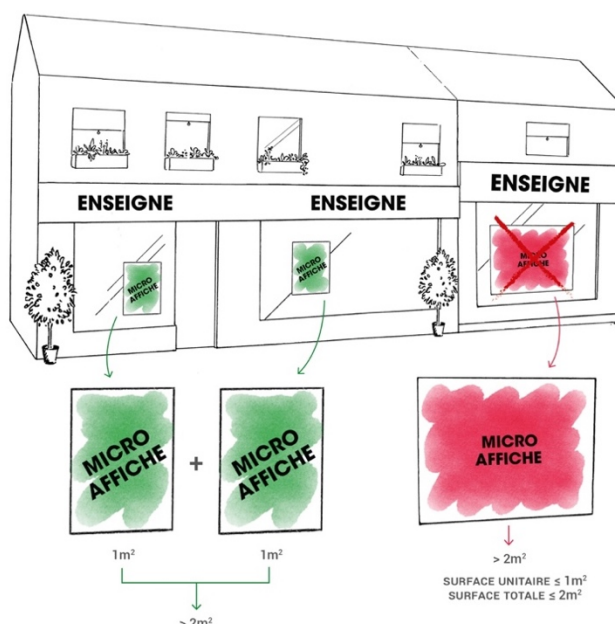 ENSEIGNE
ENSEIGNE
ENSEIGNE
MICRO
AFFICHE
MICRO
AFFICHE
MICRO
AFFICHE
MICRO
AFFICHE
+
MICRO
AFFICHE
MICRO
AFFICHE
1m²
1m²
> 2m²
> 2m²
SURFACE UNITAIRE ≤ 1m²
SURFACE TOTALE ≤ 2m²